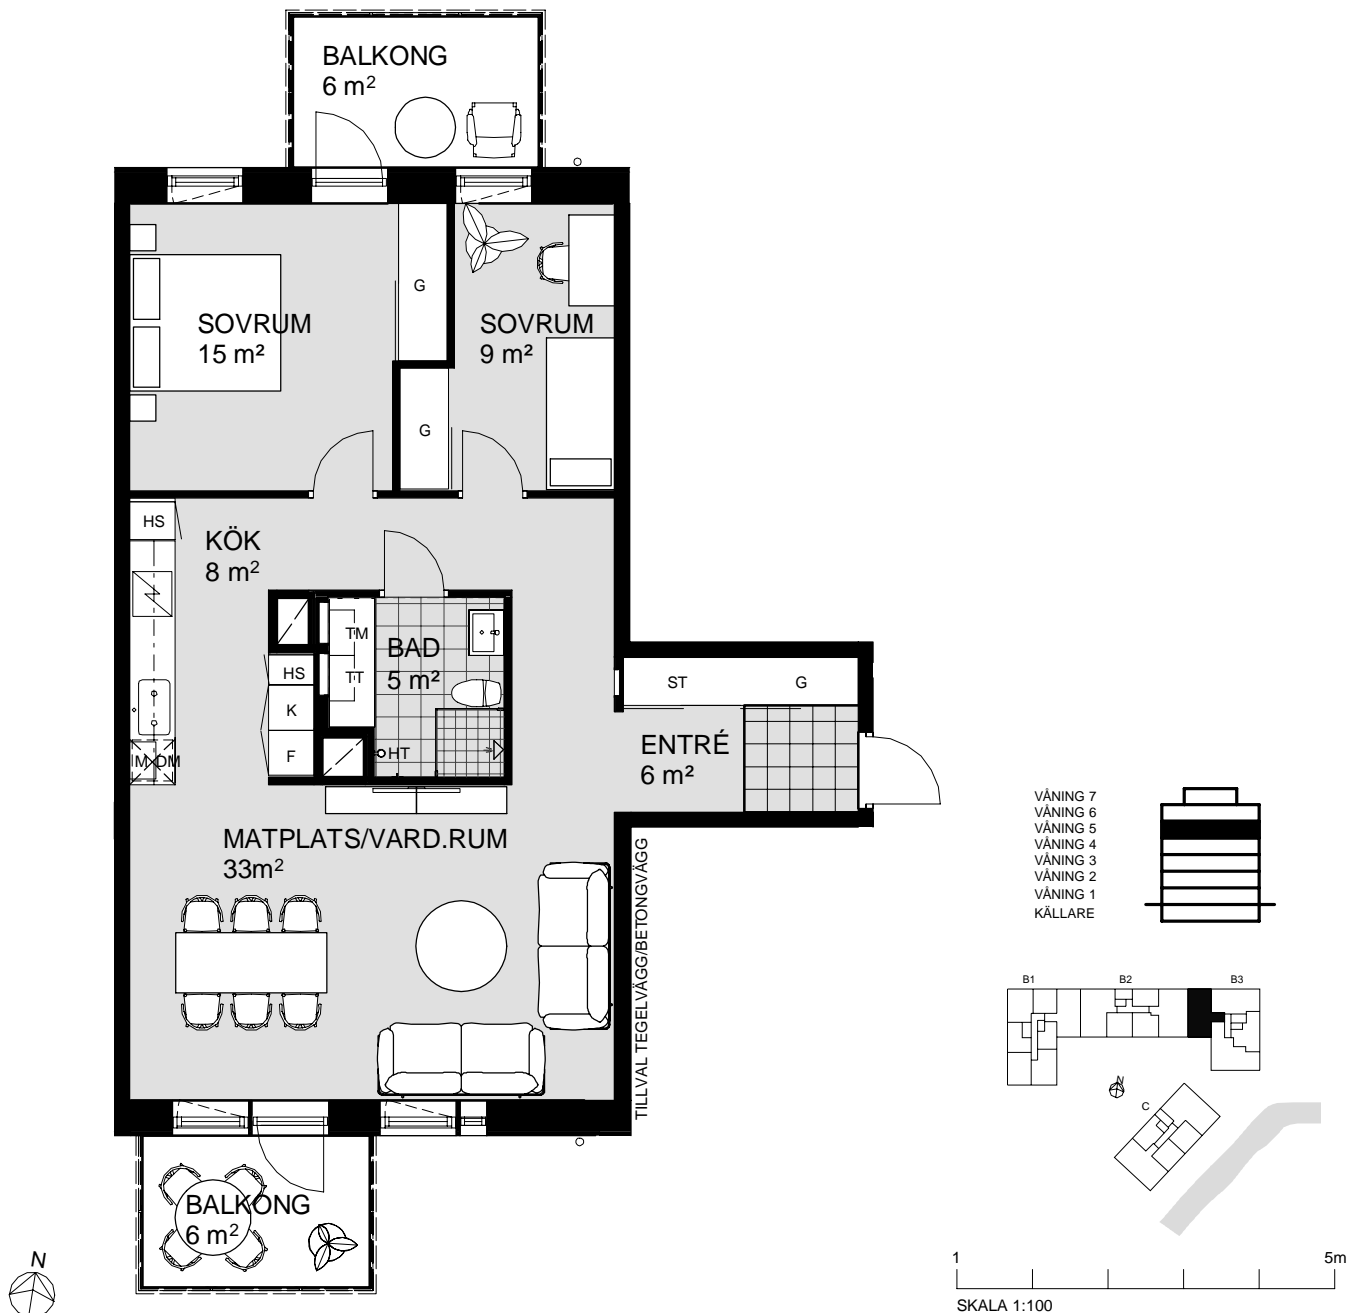 BALKONG
6 m²
G
SOVRUM
15 m²
SOVRUM
9 m²
G
HS
KÖK
8 m²
TM
BAD
5 m²
TT
HS
K
F
HT
ST
G
ENTRÉ
6 m²
IM
DM
MATPLATS/VARD.RUM
33m²
TILLVAL TEGELVÄGG/BETONGVÄGG
BALKONG
6 m²
N
VÅNING 7
VÅNING 6
VÅNING 5
VÅNING 4
VÅNING 3
VÅNING 2
VÅNING 1
KÄLLARE
B1
B2
B3
N
C
1
5m
SKALA 1:100